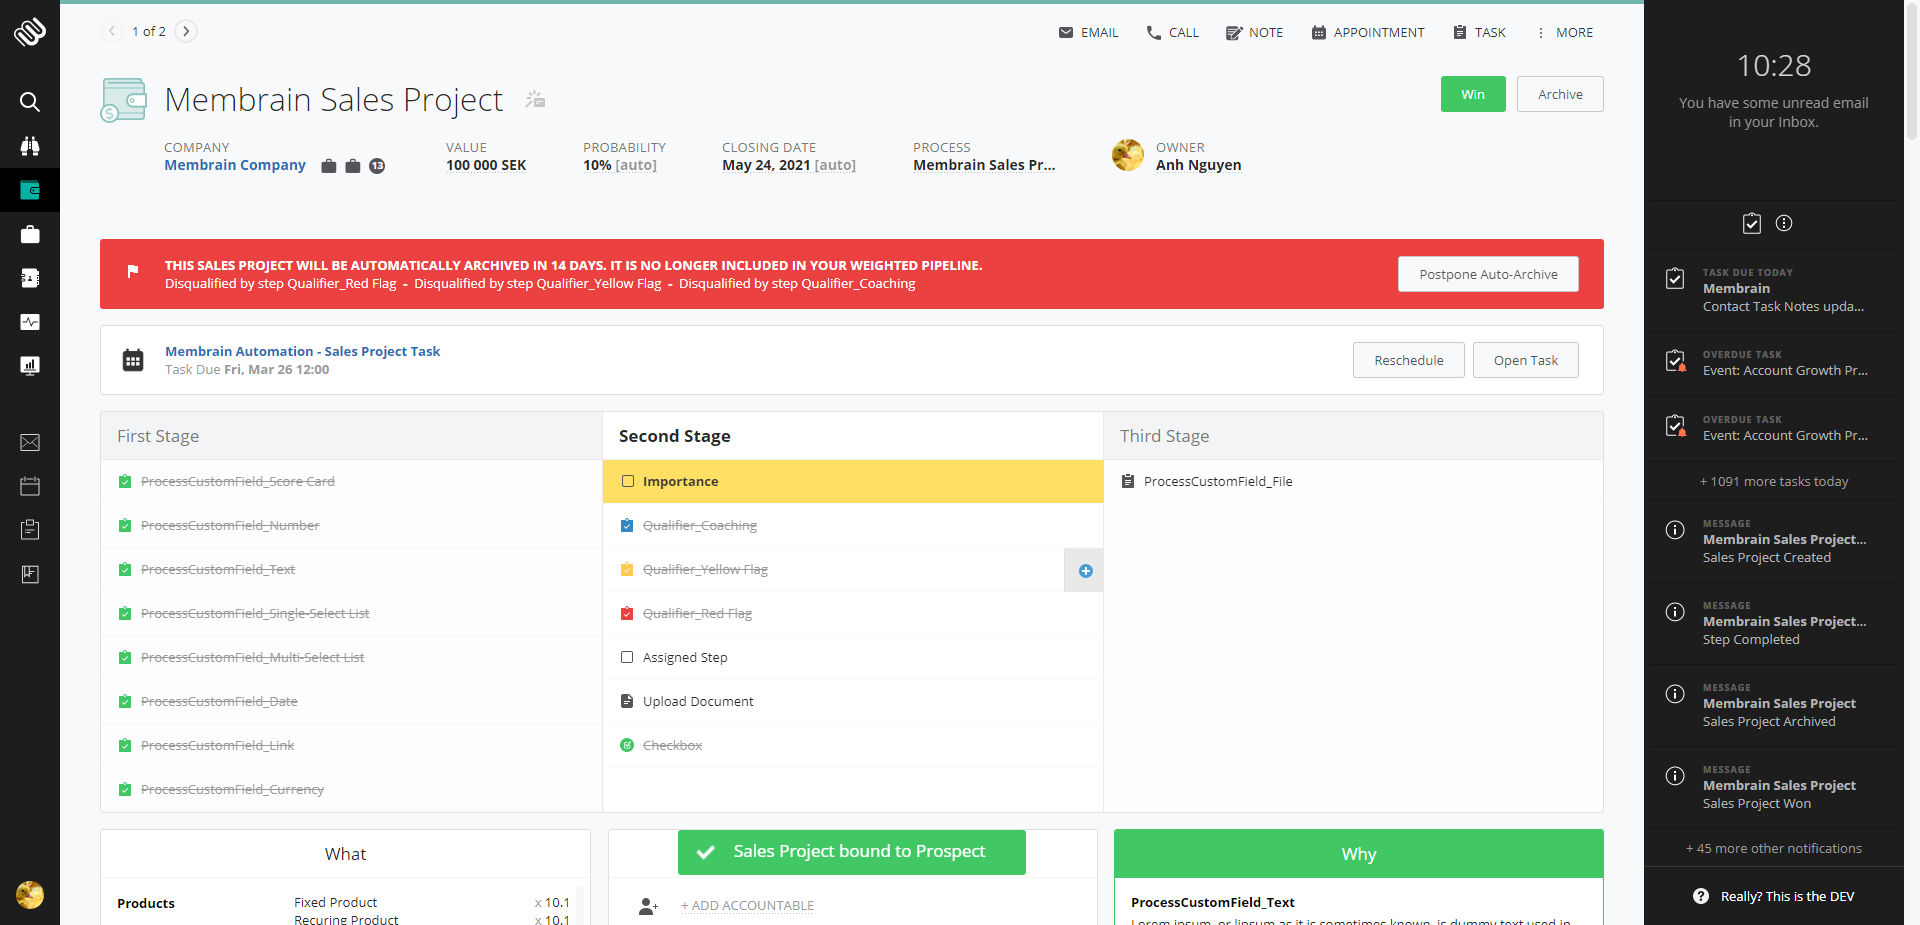 1 of 2
EMAIL
CALL
NOTE
APPOINTMENT
TASK
MORE
Membrain Sales Project
Win
Archive
COMPANY
Membrain Company
13
VALUE
100 000 SEK
PROBABILITY
10% [auto]
CLOSING DATE
May 24, 2021 [auto]
PROCESS
Membrain Sales Pr...
OWNER
Anh Nguyen
THIS SALES PROJECT WILL BE AUTOMATICALLY ARCHIVED IN 14 DAYS. IT IS NO LONGER INCLUDED IN YOUR WEIGHTED PIPELINE.
Disqualified by step Qualifier_Red Flag - Disqualified by step Qualifier_Yellow Flag - Disqualified by step Qualifier_Coaching
Postpone Auto-Archive
Membrain Automation - Sales Project Task
Task Due Fri, Mar 26 12:00
Reschedule
Open Task
First Stage
ProcessCustomField_Score Card
ProcessCustomField_Number
ProcessCustomField_Text
ProcessCustomField_Single-Select List
ProcessCustomField_Multi-Select List
ProcessCustomField_Date
ProcessCustomField_Link
ProcessCustomField_Currency
Second Stage
Importance
Qualifier_Coaching
Qualifier_Yellow Flag
Qualifier_Red Flag
Assigned Step
Upload Document
Checkbox
Third Stage
ProcessCustomField_File
What
Products
Fixed Product x 10.1
Recuring Product x 10.1
Sales Project bound to Prospect
+ ADD ACCOUNTABLE
Why
ProcessCustomField_Text
Lorem ipsum, or lipsum as it is sometimes known, is dummy text used in
10:28
You have some unread email
in your Inbox.
TASK DUE TODAY
Membrain
Contact Task Notes upda...
OVERDUE TASK
Event: Account Growth Pr...
OVERDUE TASK
Event: Account Growth Pr...
+ 1091 more tasks today
MESSAGE
Membrain Sales Project...
Sales Project Created
MESSAGE
Membrain Sales Project...
Step Completed
MESSAGE
Membrain Sales Project
Sales Project Archived
MESSAGE
Membrain Sales Project
Sales Project Won
+ 45 more other notifications
Really? This is the DEV